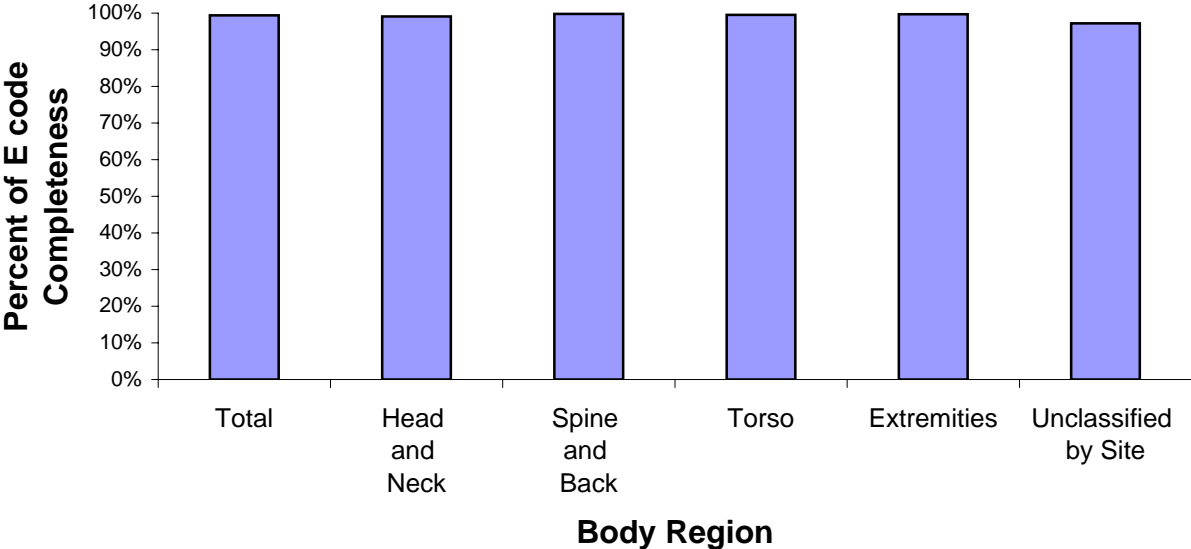 Percent of E code
Completeness
100%
90%
80%
70%
60%
50%
40%
30%
20%
10%
0%
Total
Head
and
Neck
Spine
and
Back
Torso
Extremities
Unclassified
by Site
Body Region